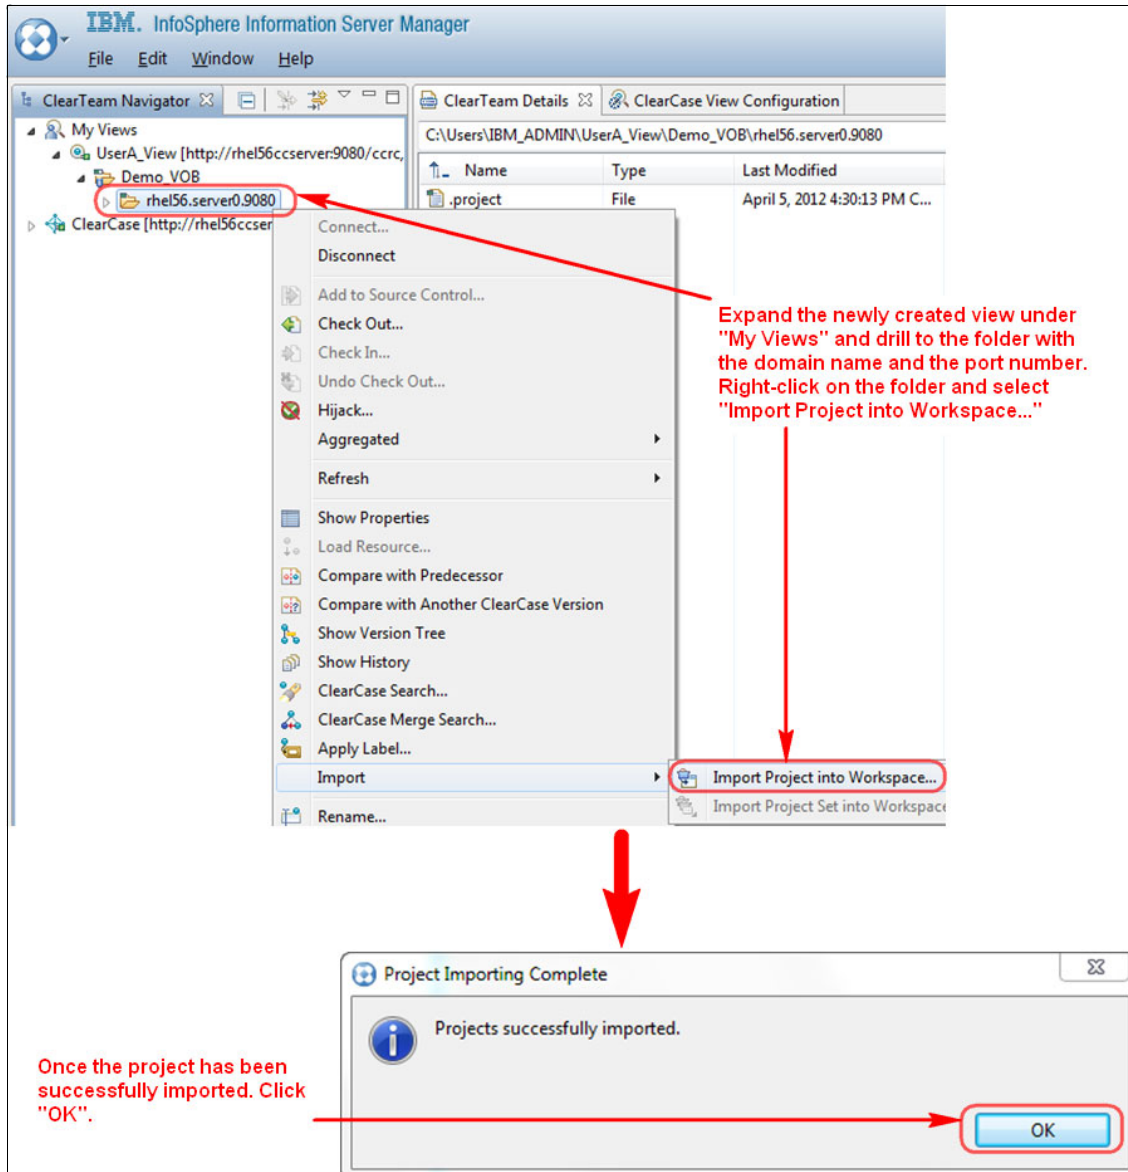 IBM. InfoSphere Information Server Manager
File Edit Window Help
ClearTeam Navigator
ClearTeam Details
ClearCase View Configuration
My Views
UserA_View [http://rhel56ccserver:9080/ccrc,
Demo_VOB
rhel56.server0.9080
ClearCase [http://rhel56ccser
C:\Users\IBM_ADMIN\UserA_View\Demo_VOB\rhel56.server0.9080
Name Type Last Modified
.project File April 5, 2012 4:30:13 PM C...
Connect...
Disconnect
Add to Source Control...
Check Out...
Check In...
Undo Check Out...
Hijack...
Aggregated
Refresh
Show Properties
Load Resource...
Compare with Predecessor
Compare with Another ClearCase Version
Show Version Tree
Show History
ClearCase Search...
ClearCase Merge Search...
Apply Label...
Import
Rename...
Import Project into Workspace...
Import Project Set into Workspace
Expand the newly created view under
"My Views" and drill to the folder with
the domain name and the port number.
Right-click on the folder and select
"Import Project into Workspace..."
Project Importing Complete
Projects successfully imported.
OK
Once the project has been
successfully imported. Click
"OK".